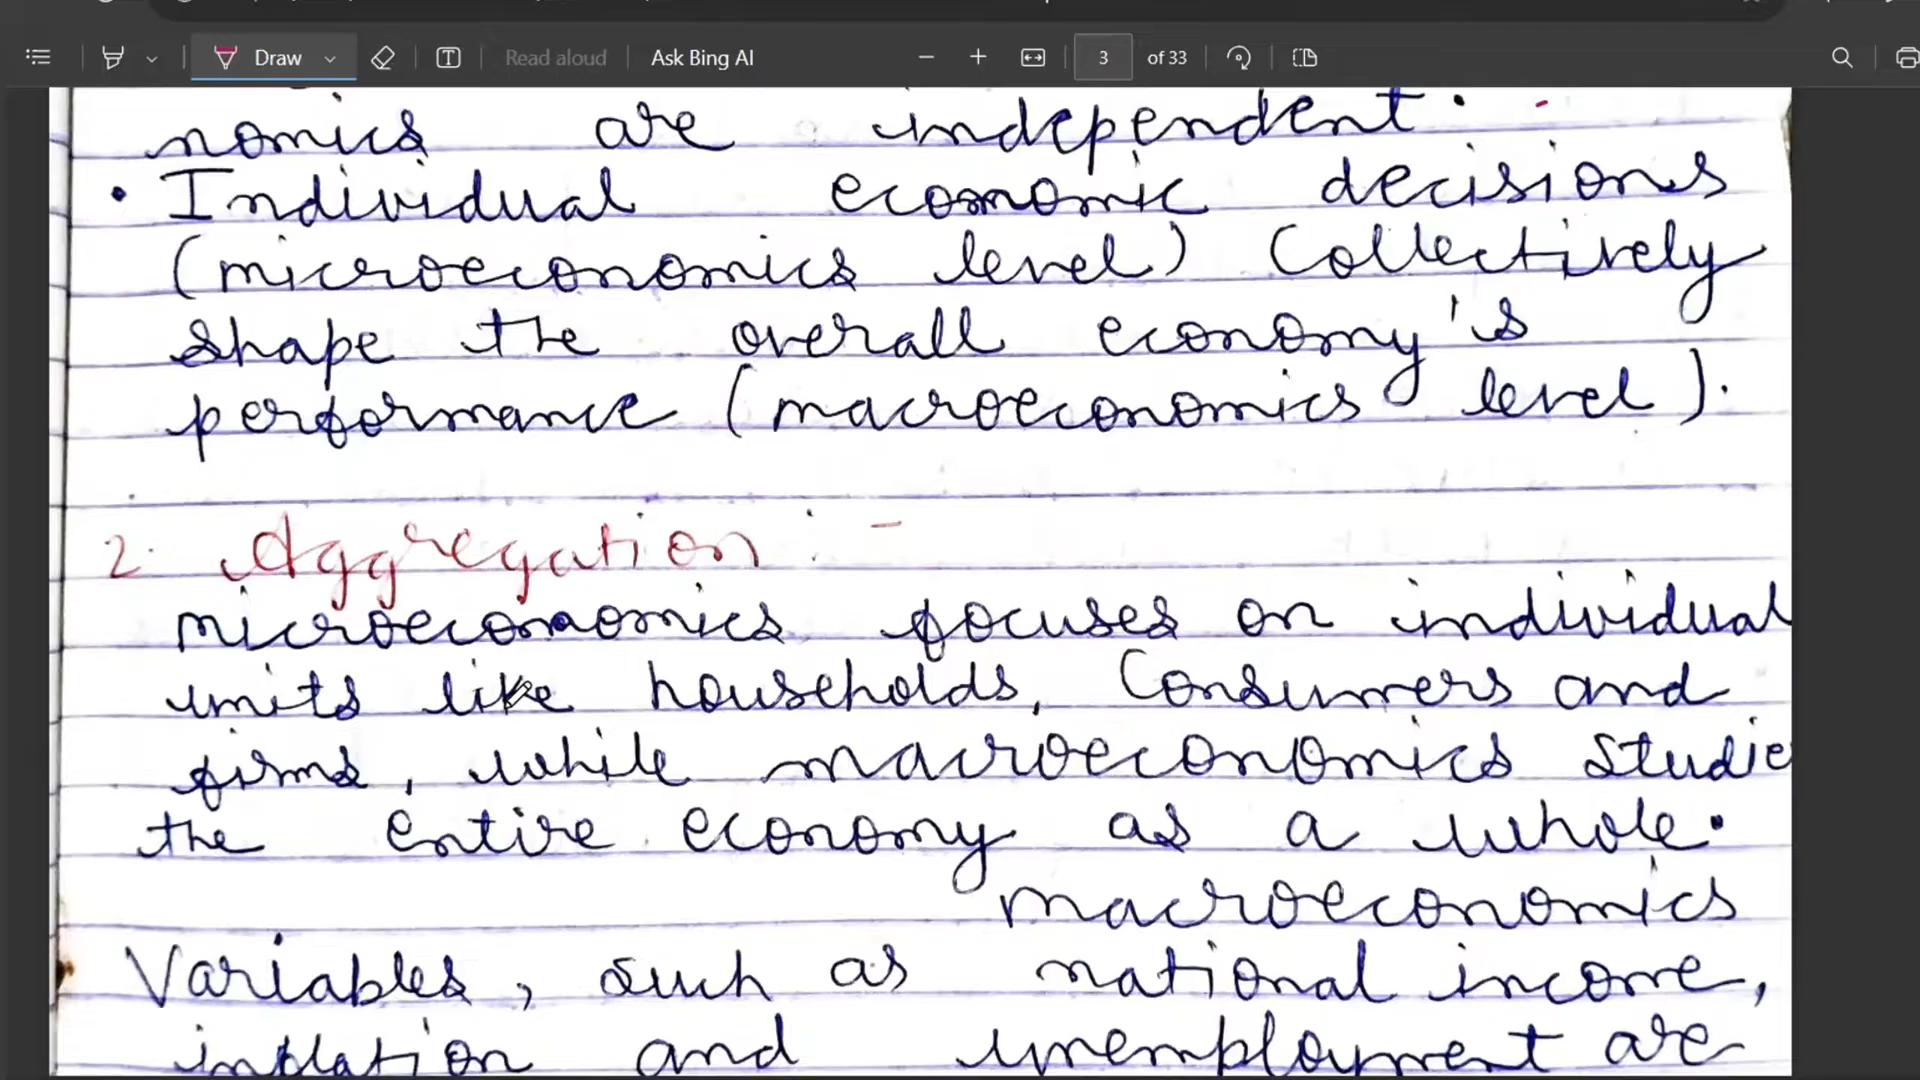 Draw
Read aloud
Ask Bing AI
3 of 33
nomics are independent.
• Individual economic decisions
(microeconomics level) Collectively
shape the overall economy's
performance (macroeconomics level).
2. Aggregation :-
microeconomics focuses on individual
units like households, Consumers and
firms, while macroeconomics studie
the entire economy as a whole.
macroeconomics
Variables, such as national income,
inflation and unemployment are